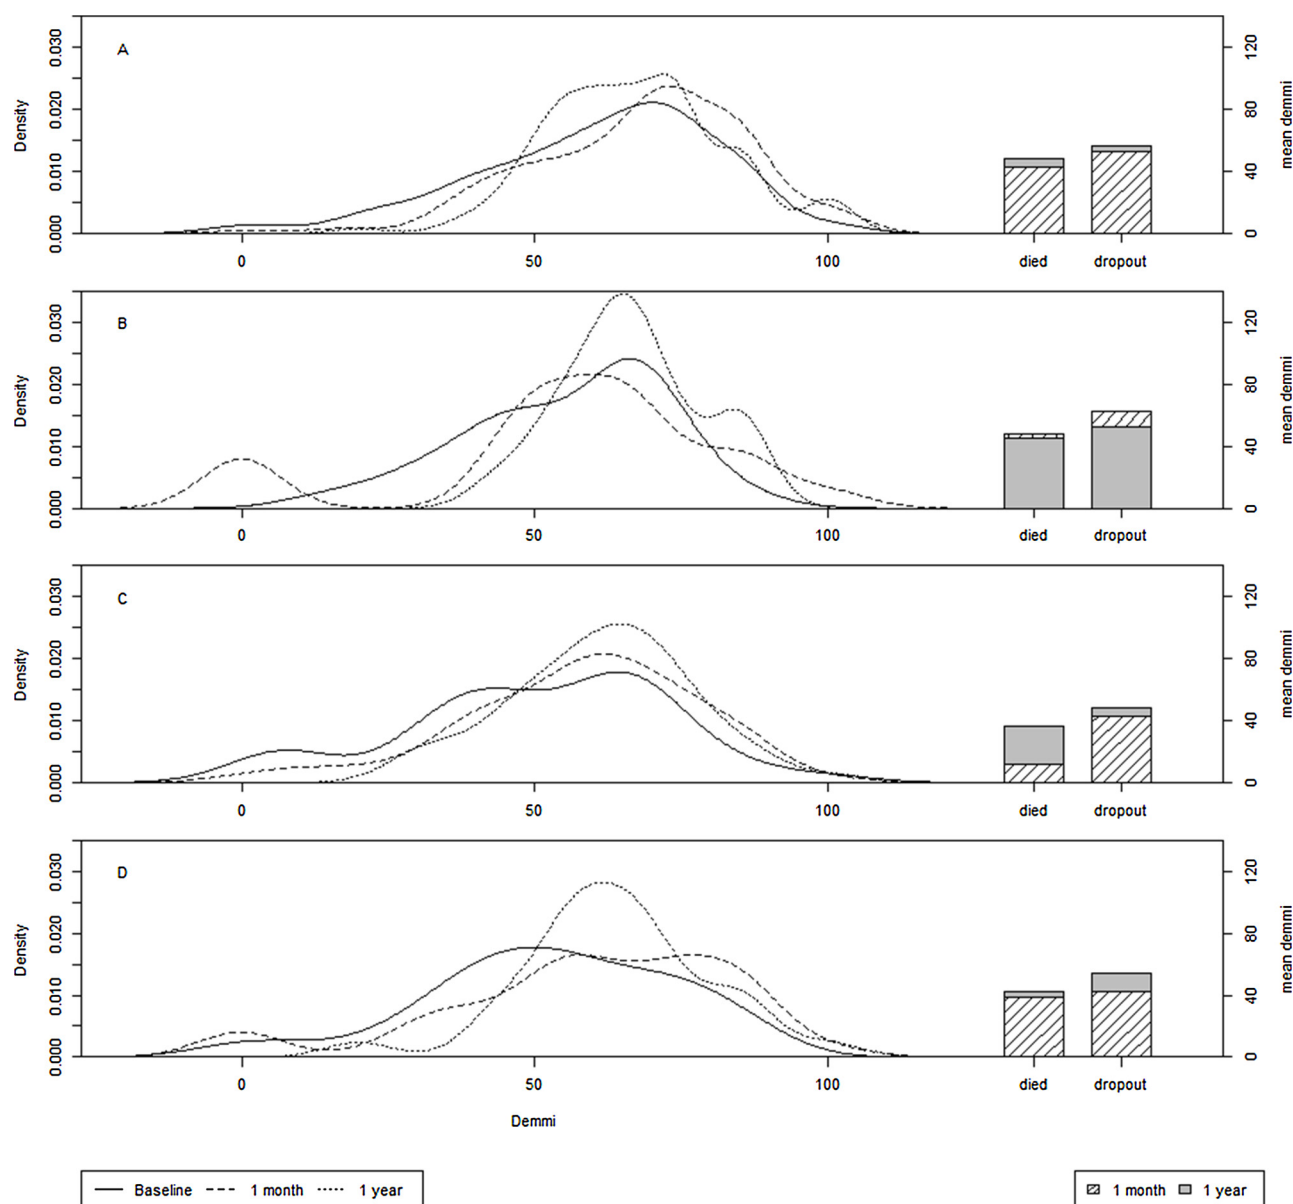 A
Density
0.000 0.010 0.020 0.030
0 50 100
died dropout
0 40 80 120
mean demmi
B
Density
0.000 0.010 0.020 0.030
0 50 100
died dropout
0 40 80 120
mean demmi
C
Density
0.000 0.010 0.020 0.030
0 50 100
died dropout
0 40 80 120
mean demmi
D
Density
0.000 0.010 0.020 0.030
0 50 100
died dropout
0 40 80 120
mean demmi
Demmi
Baseline 1 month 1 year
1 month 1 year